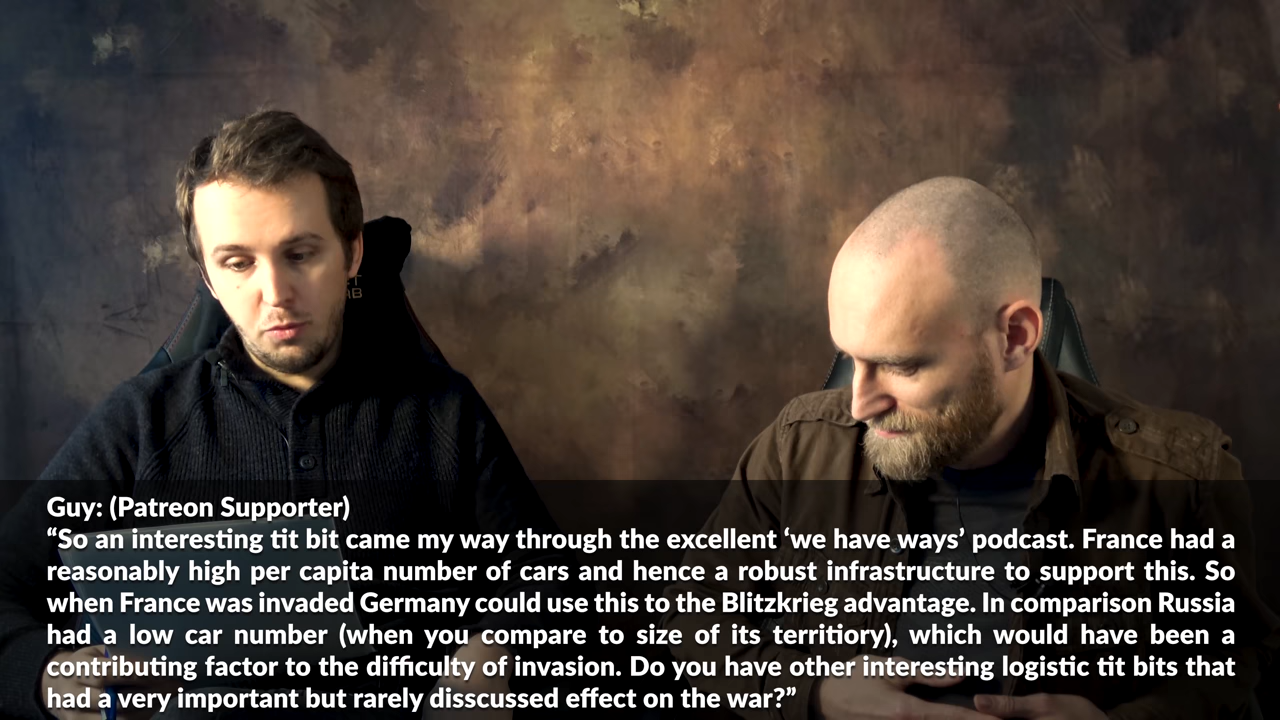 Guy: (Patreon Supporter)
“So an interesting tit bit came my way through the excellent ‘we have ways’ podcast. France had a
reasonably high per capita number of cars and hence a robust infrastructure to support this. So
when France was invaded Germany could use this to the Blitzkrieg advantage. In comparison Russia
had a low car number (when you compare to size of its territiory), which would have been a
contributing factor to the difficulty of invasion. Do you have other interesting logistic tit bits that
had a very important but rarely disscussed effect on the war?”